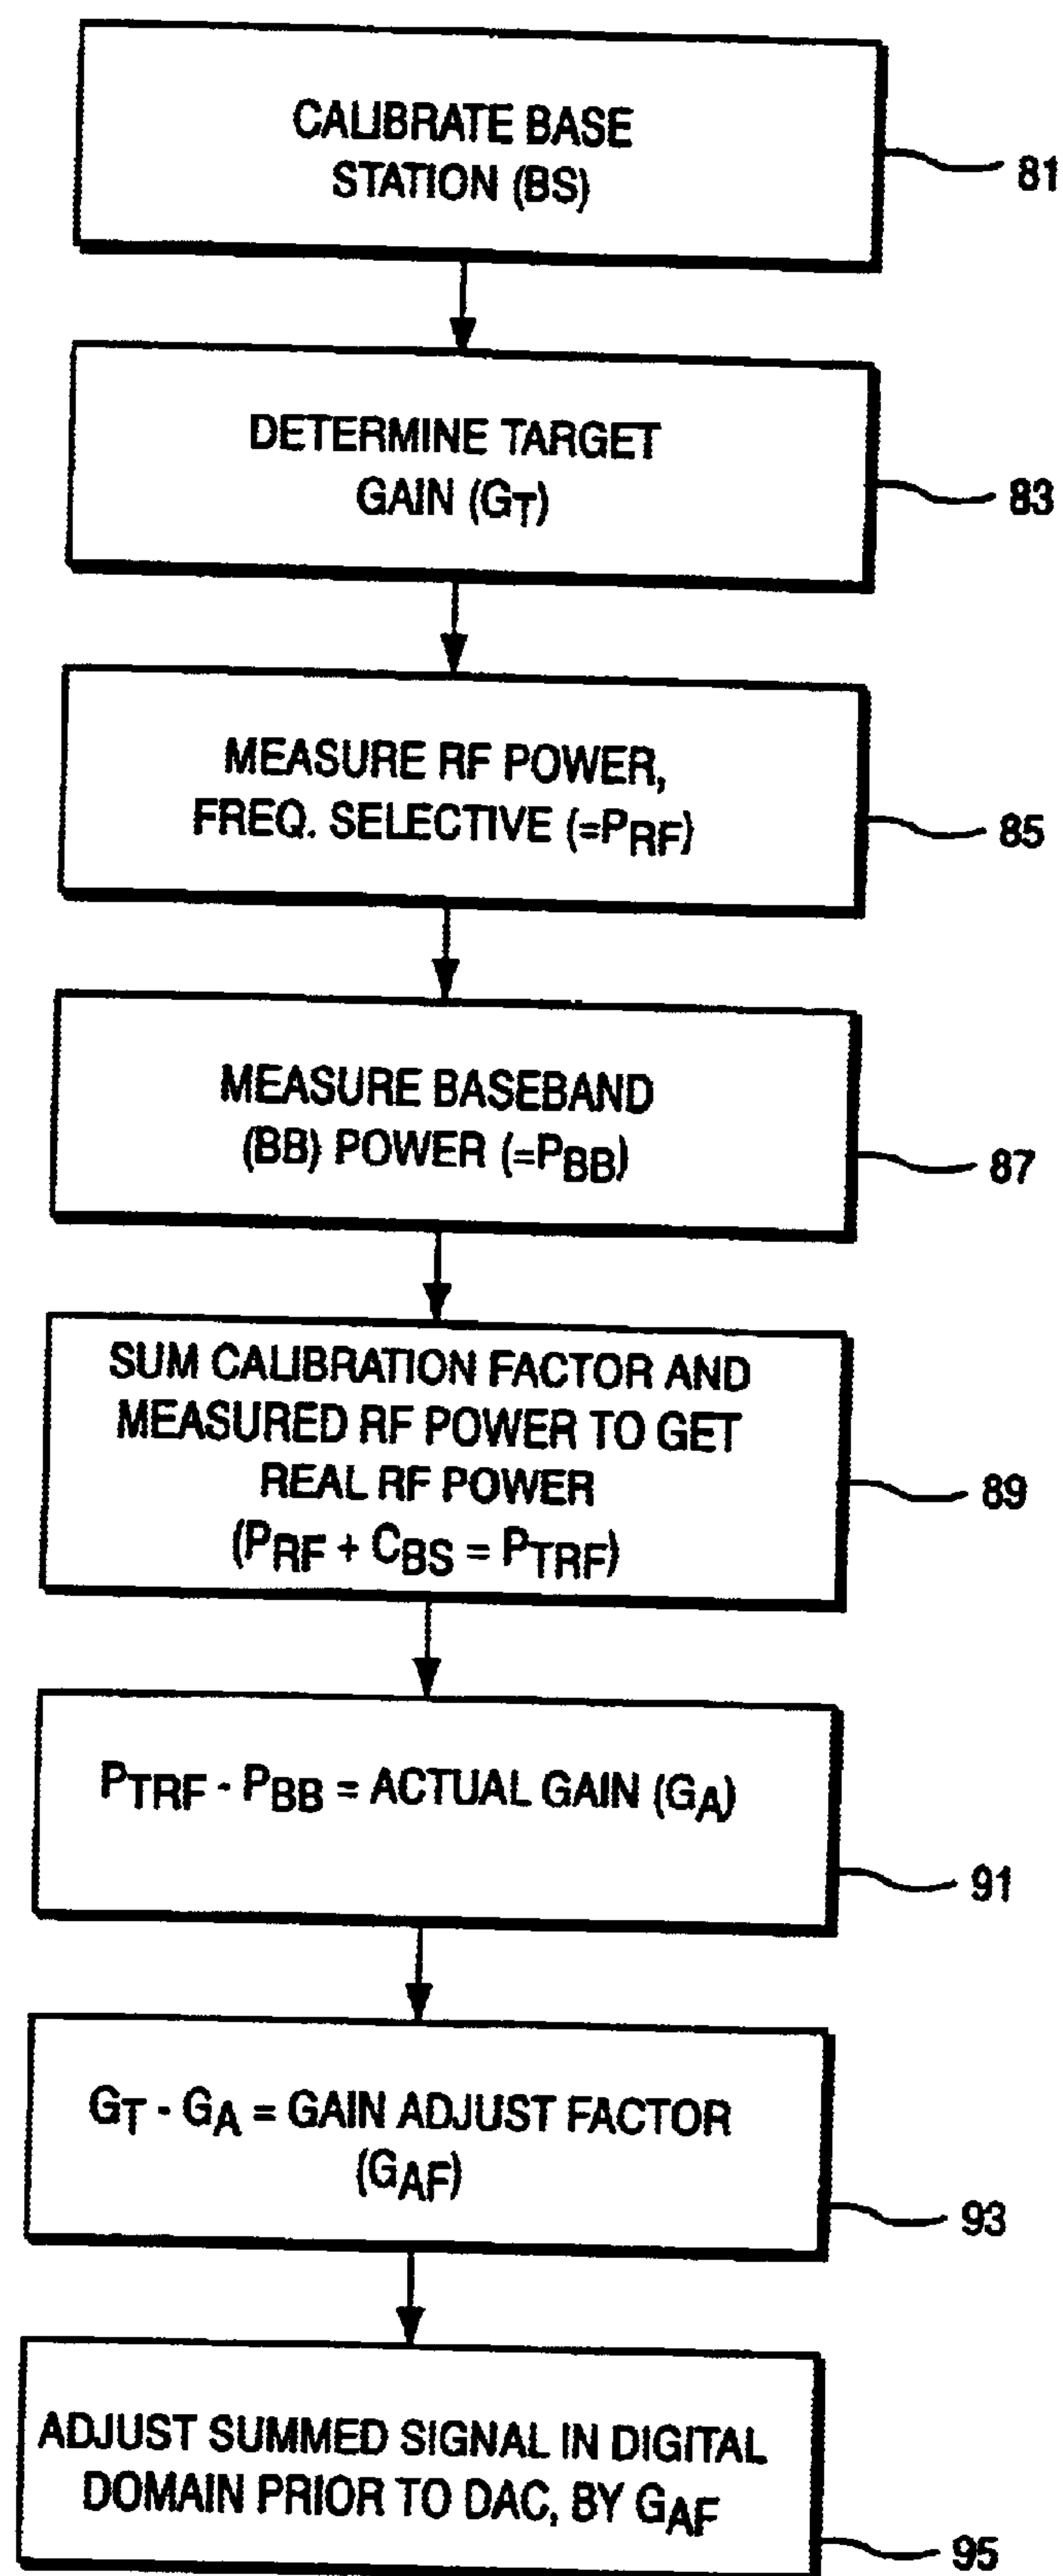 CALIBRATE BASE
STATION (BS)
81
DETERMINE TARGET
GAIN (GT)
83
MEASURE RF POWER,
FREQ. SELECTIVE (=PRF)
85
MEASURE BASEBAND
(BB) POWER (=PBB)
87
SUM CALIBRATION FACTOR AND
MEASURED RF POWER TO GET
REAL RF POWER
(PRF + CBS = PTRF)
89
PTRF - PBB = ACTUAL GAIN (GA)
91
GT - GA = GAIN ADJUST FACTOR
(GAF)
93
ADJUST SUMMED SIGNAL IN DIGITAL
DOMAIN PRIOR TO DAC, BY GAF
95